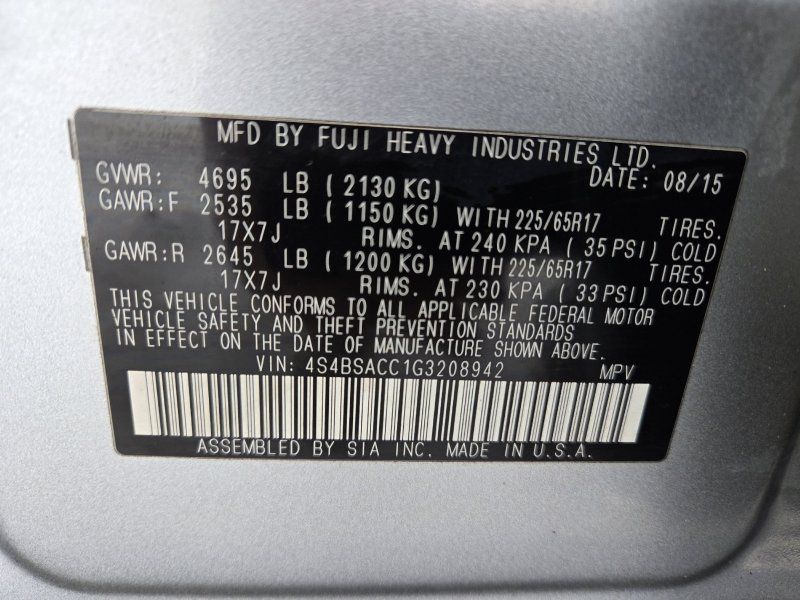 MFD BY FUJI HEAVY INDUSTRIES LTD.
GVWR: 4695 LB (2130 KG) DATE: 08/15
GAWR:F 2535 LB (1150 KG) WITH 225/65R17 TIRES.
17X7J RIMS. AT 240 KPA (35 PSI) COLD
GAWR:R 2645 LB (1200 KG) WITH 225/65R17 TIRES.
17X7J RIMS. AT 230 KPA (33 PSI) COLD
THIS VEHICLE CONFORMS TO ALL APPLICABLE FEDERAL MOTOR
VEHICLE SAFETY AND THEFT PREVENTION STANDARDS
IN EFFECT ON THE DATE OF MANUFACTURE SHOWN ABOVE.
VIN: 4S4BSACC1G3208942 MPV
ASSEMBLED BY SIA INC. MADE IN U.S.A.